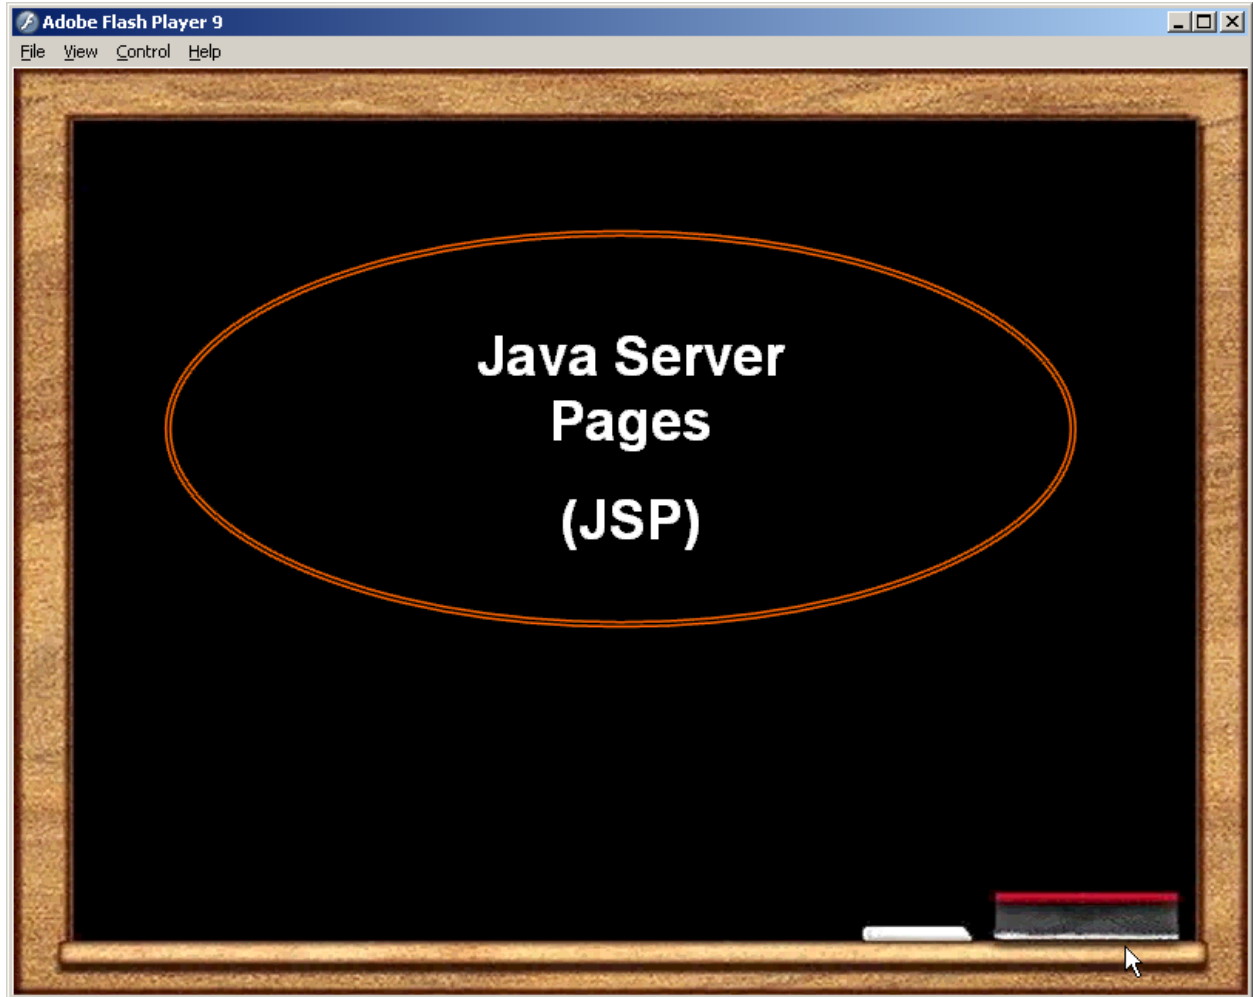 Adobe Flash Player 9
File View Control Help
Java Server
Pages
(JSP)